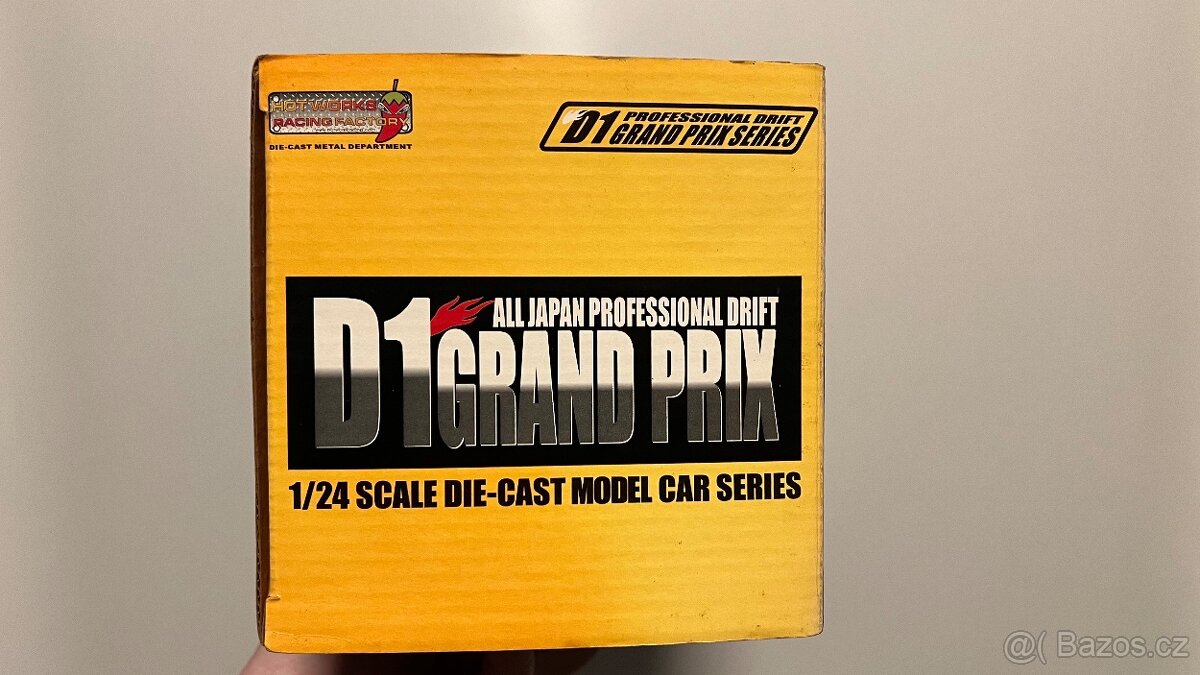 HOT WORKS
RACING FACTORY
DIE-CAST METAL DEPARTMENT
D1 PROFESSIONAL DRIFT
GRAND PRIX SERIES
D1 ALL JAPAN PROFESSIONAL DRIFT
GRAND PRIX
1/24 SCALE DIE-CAST MODEL CAR SERIES
@( Bazos.cz